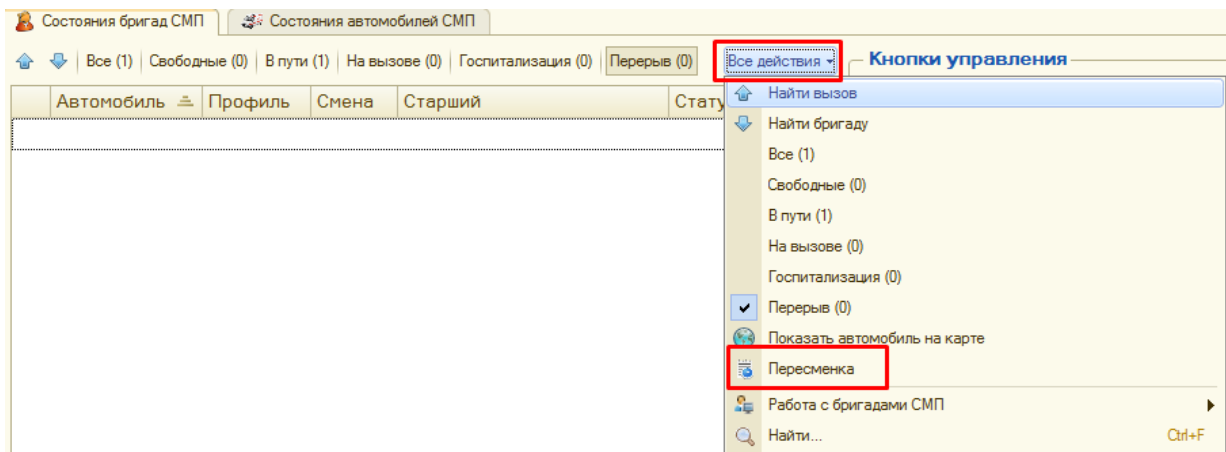 Состояния бригад СМП Состояния автомобилей СМП
Все (1) Свободные (0) В пути (1) На вызове (0) Госпитализация (0) Перерыв (0) Все действия Кнопки управления
Автомобиль Профиль Смена Старший Стату
Найти вызов
Найти бригаду
Все (1)
Свободные (0)
В пути (1)
На вызове (0)
Госпитализация (0)
Перерыв (0)
Показать автомобиль на карте
Пересменка
Работа с бригадами СМП
Найти... Ctrl+F